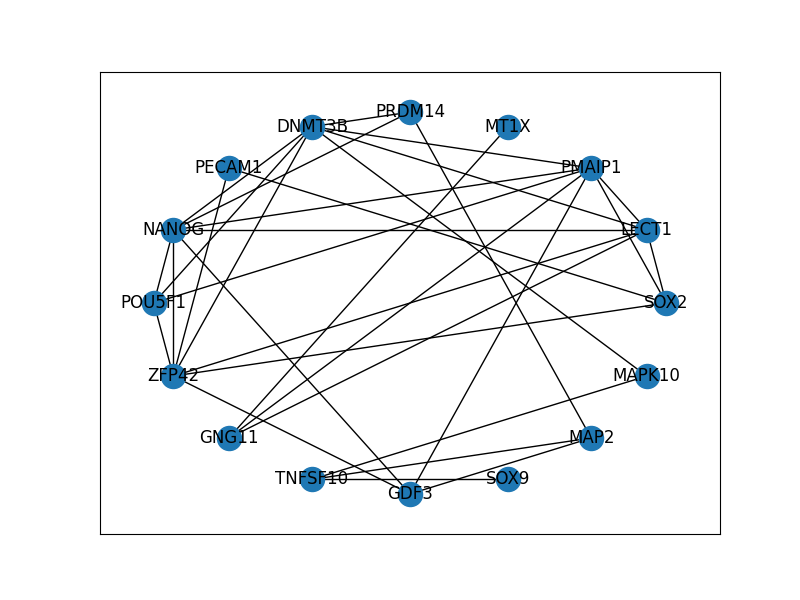 PRDM14
DNMT3B
MT1X
PECAM1
PMAIP1
NANOG
LECT1
POU5F1
SOX2
ZFP42
MAPK10
GNG11
MAP2
TNFSF10
SOX9
GDF3